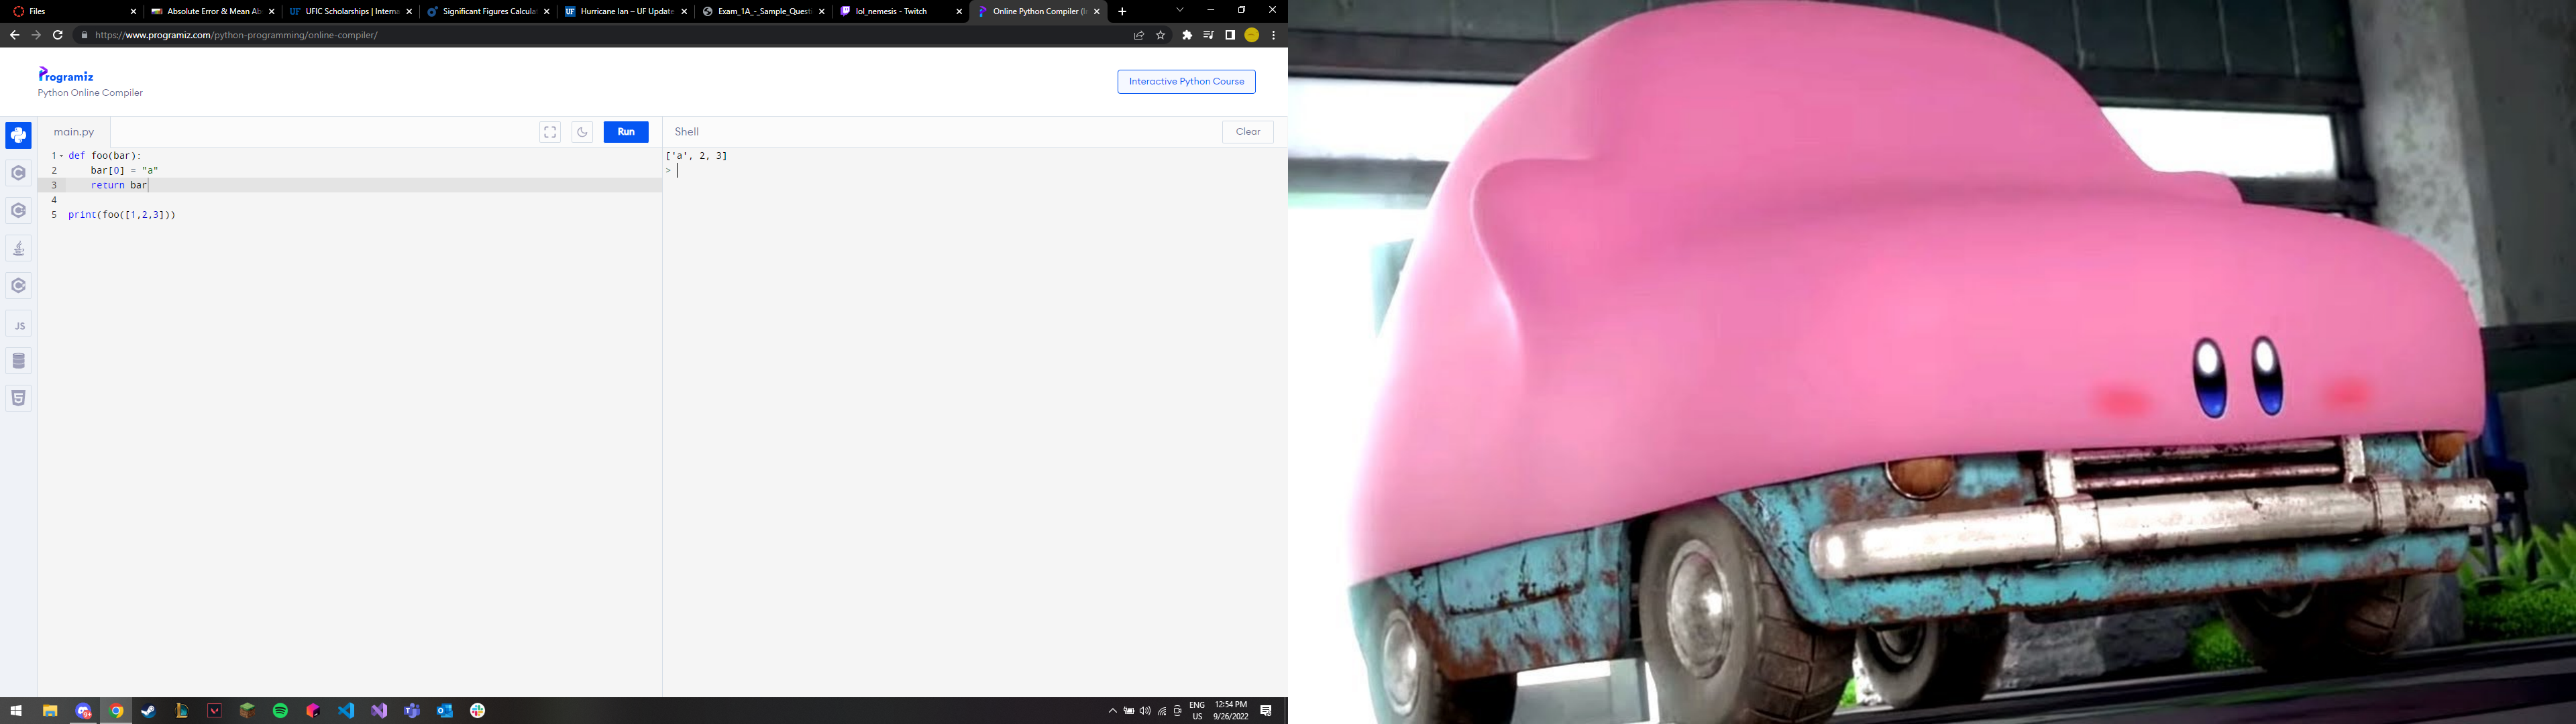 Files
Absolute Error & Mean Ab
UFIC Scholarships | Interna
Significant Figures Calcula
Hurricane Ian – UF Update
Exam_1A_-_Sample_Questi
lol_nemesis - Twitch
Online Python Compiler (I
https://www.programiz.com/python-programming/online-compiler/
Programiz
Python Online Compiler
Interactive Python Course
main.py
Run
Shell
Clear
1 def foo(bar):
2 bar[0] = "a"
3 return bar
4
5 print(foo([1,2,3]))
['a', 2, 3]
>
JS
ENG
US
12:54 PM
9/26/2022